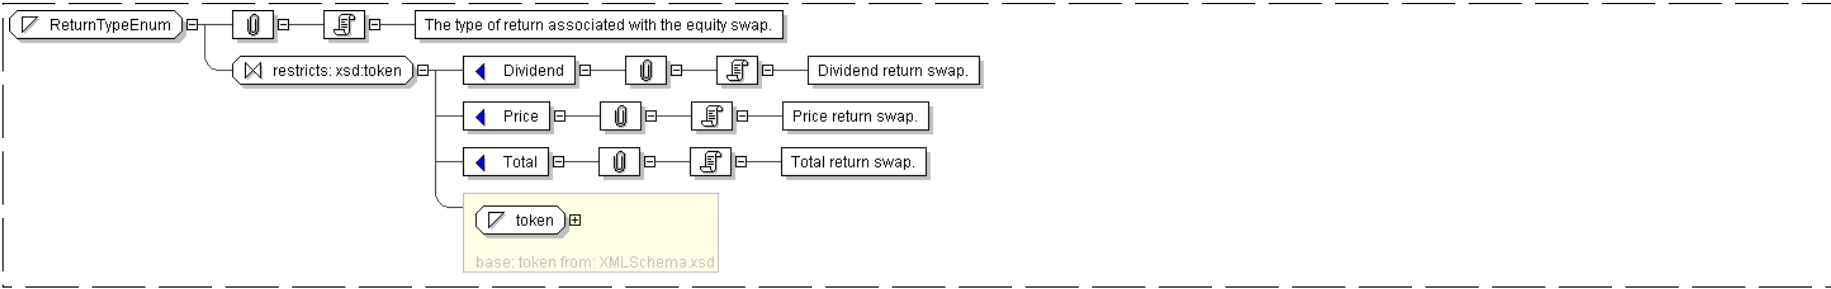 ReturnTypeEnum
The type of return associated with the equity swap.
restricts: xsd:token
Dividend
Dividend return swap.
Price
Price return swap.
Total
Total return swap.
token
base: token from: XMLSchema.xsd